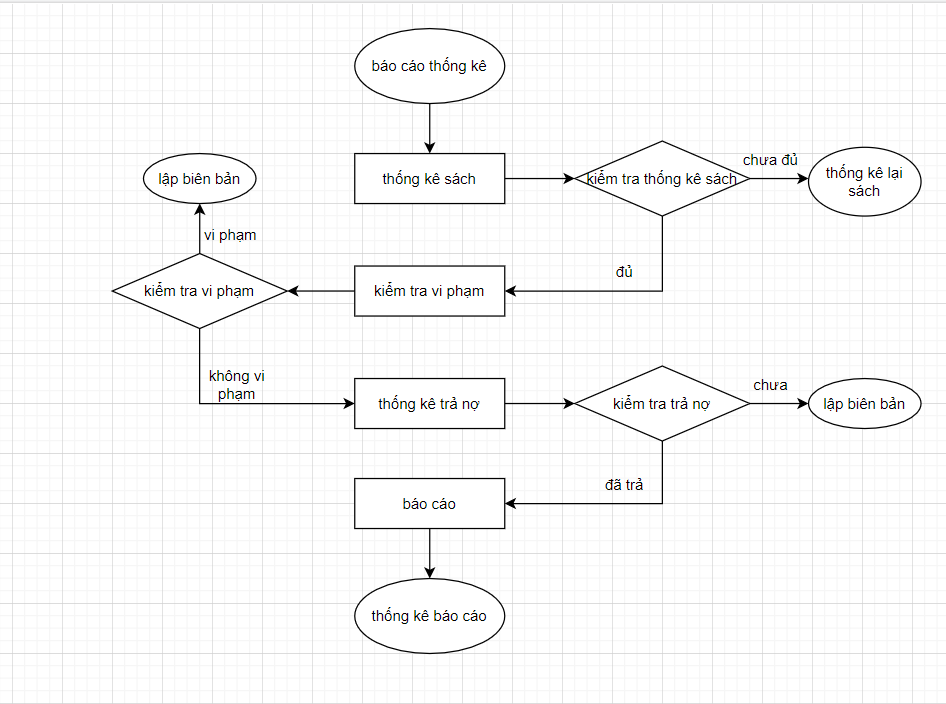 báo cáo thống kê
lập biên bản
thống kê sách
kiểm tra thống kê sách
chưa đủ
thống kê lại
sách
vi phạm
đủ
kiểm tra vi phạm
kiểm tra vi phạm
không vi
phạm
thống kê trả nợ
kiểm tra trả nợ
chưa
lập biên bản
đã trả
báo cáo
thống kê báo cáo